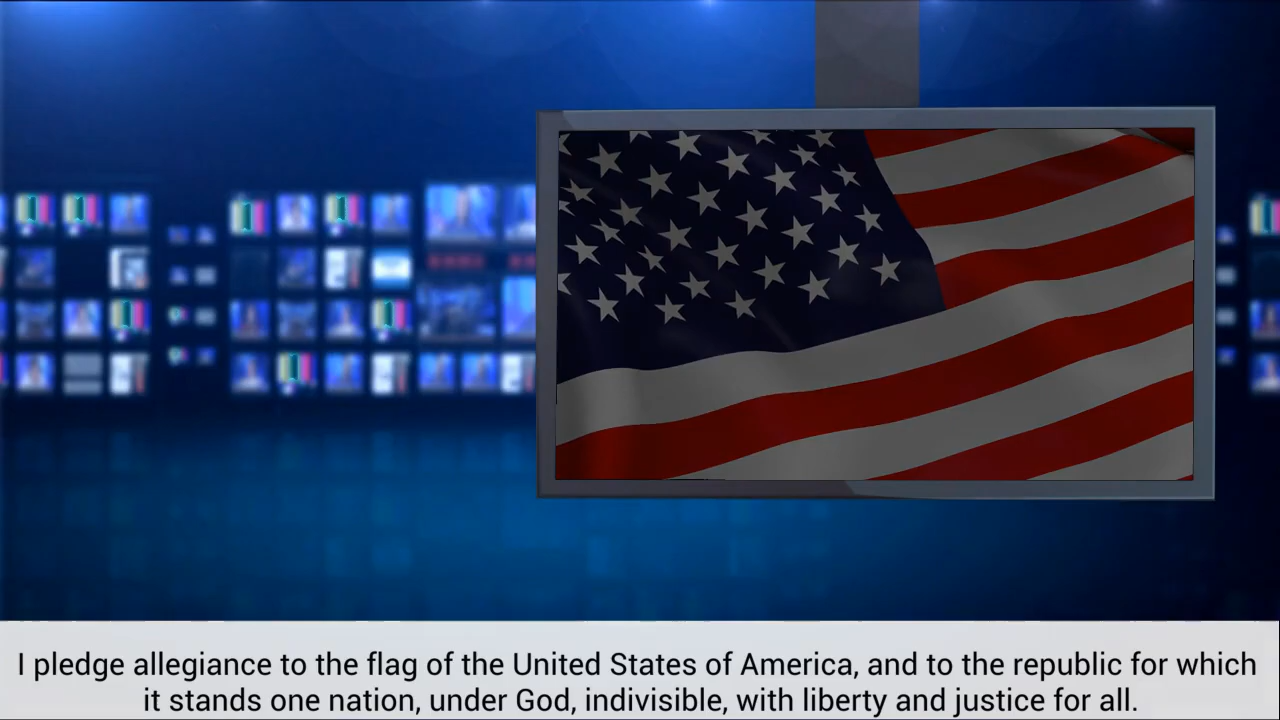 I pledge allegiance to the flag of the United States of America, and to the republic for which
it stands one nation, under God, indivisible, with liberty and justice for all.